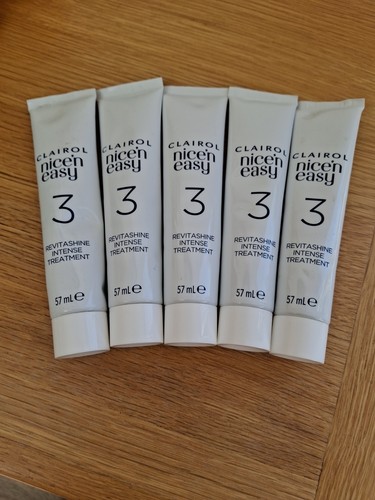 CLAIROL
nice'n
easy
3
REVITASHINE
INTENSE
TREATMENT
57 mL℮
CLAIROL
nice'n
easy
3
REVITASHINE
INTENSE
TREATMENT
57 mL℮
CLAIROL
nice'n
easy
3
REVITASHINE
INTENSE
TREATMENT
57 mL℮
CLAIROL
nice'n
easy
3
REVITASHINE
INTENSE
TREATMENT
57 mL℮
CLAIROL
nice'n
easy
3
REVITASHINE
INTENSE
TREATMENT
57 mL℮